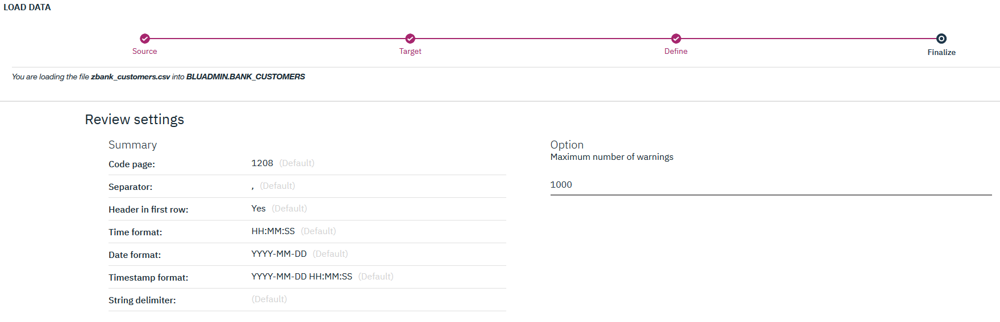 LOAD DATA
Source
Target
Define
Finalize
You are loading the file zbank_customers.csv into BLUADMIN.BANK_CUSTOMERS
Review settings
Summary
Code page: 1208 (Default)
Separator: , (Default)
Header in first row: Yes (Default)
Time format: HH:MM:SS (Default)
Date format: YYYY-MM-DD (Default)
Timestamp format: YYYY-MM-DD HH:MM:SS (Default)
String delimiter: (Default)
Option
Maximum number of warnings
1000